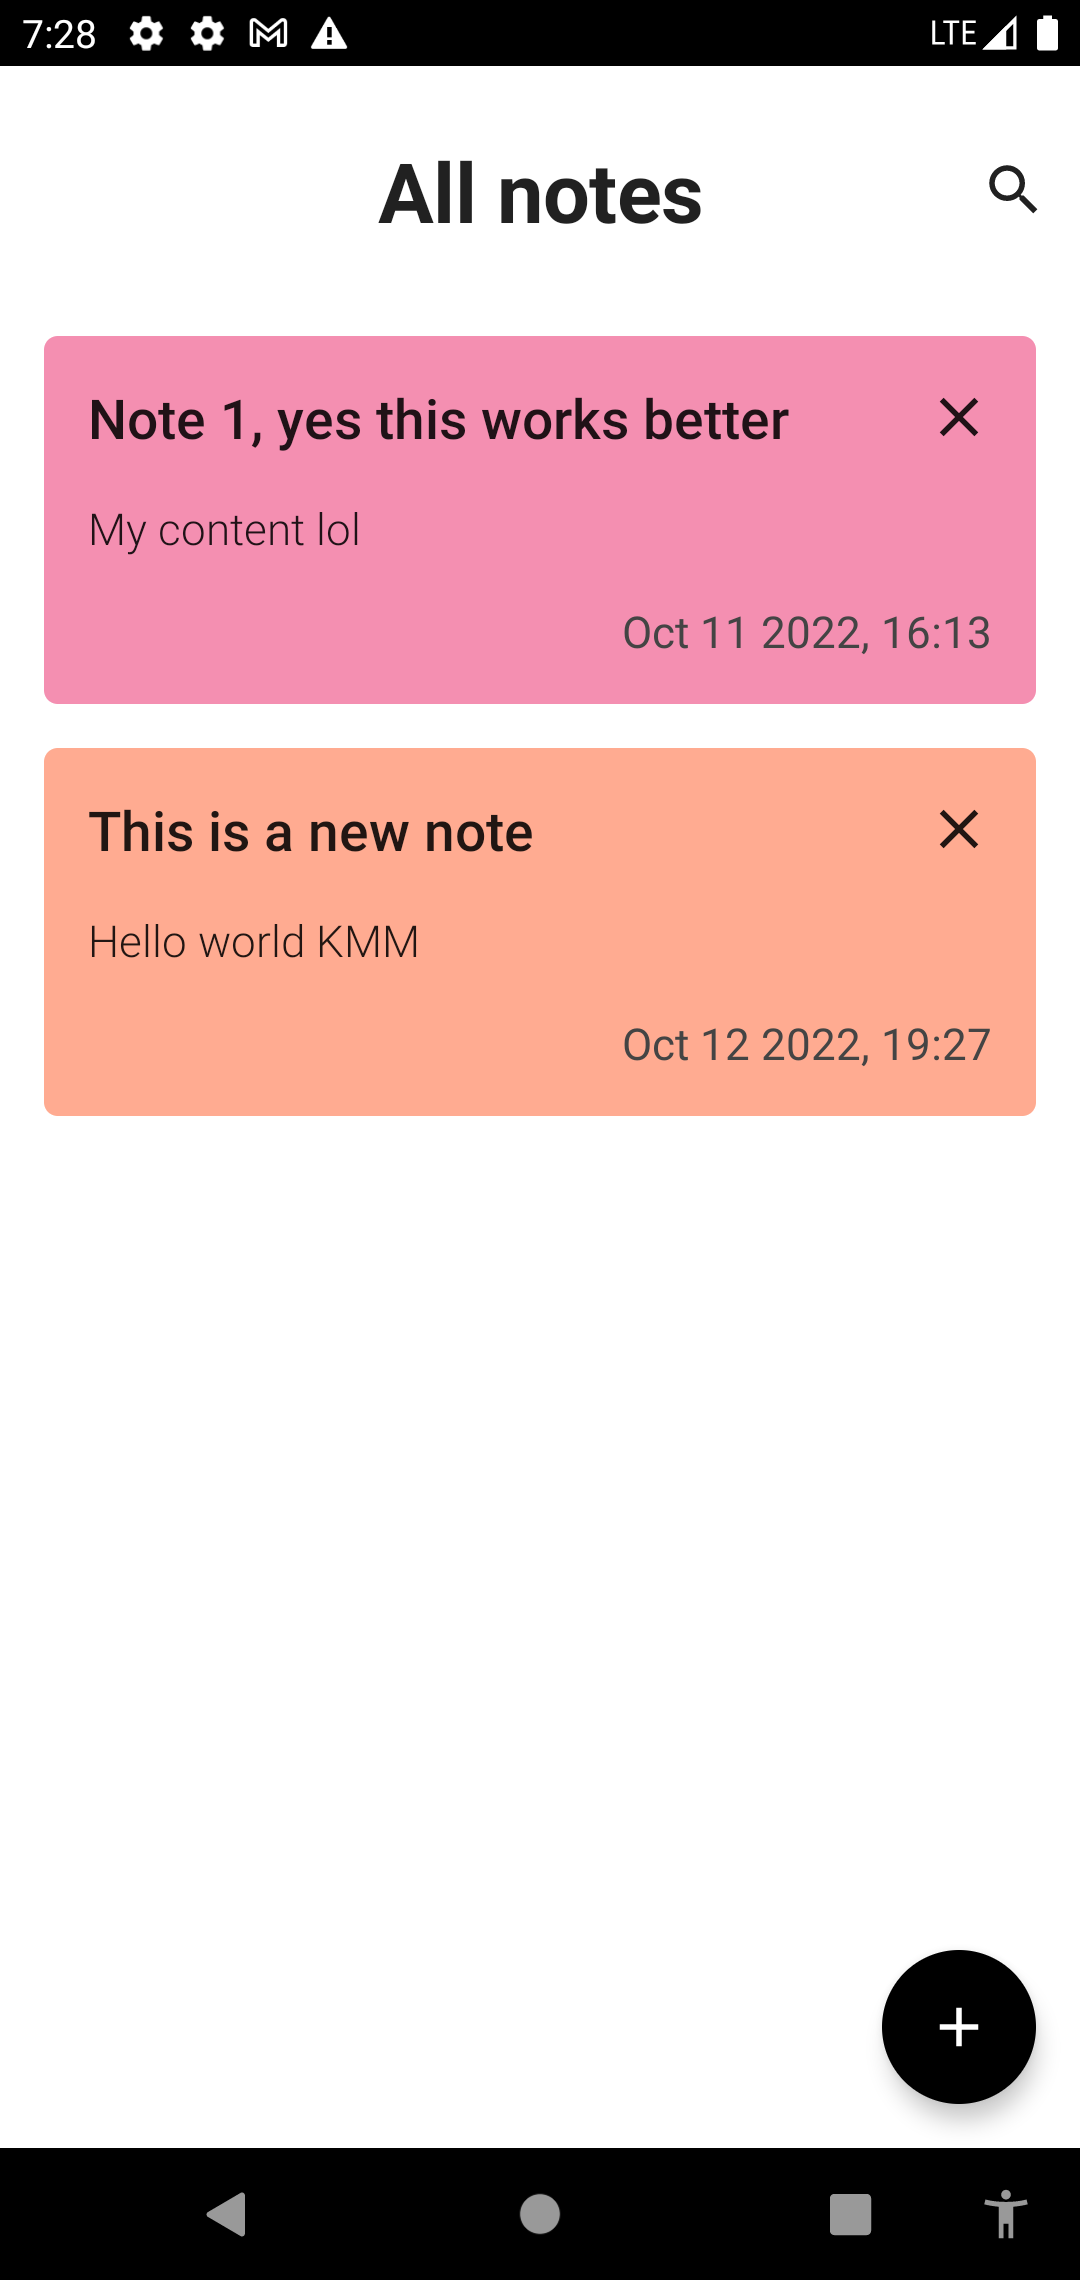 7:28 LTE
All notes
Note 1, yes this works better
My content lol
Oct 11 2022, 16:13
This is a new note
Hello world KMM
Oct 12 2022, 19:27